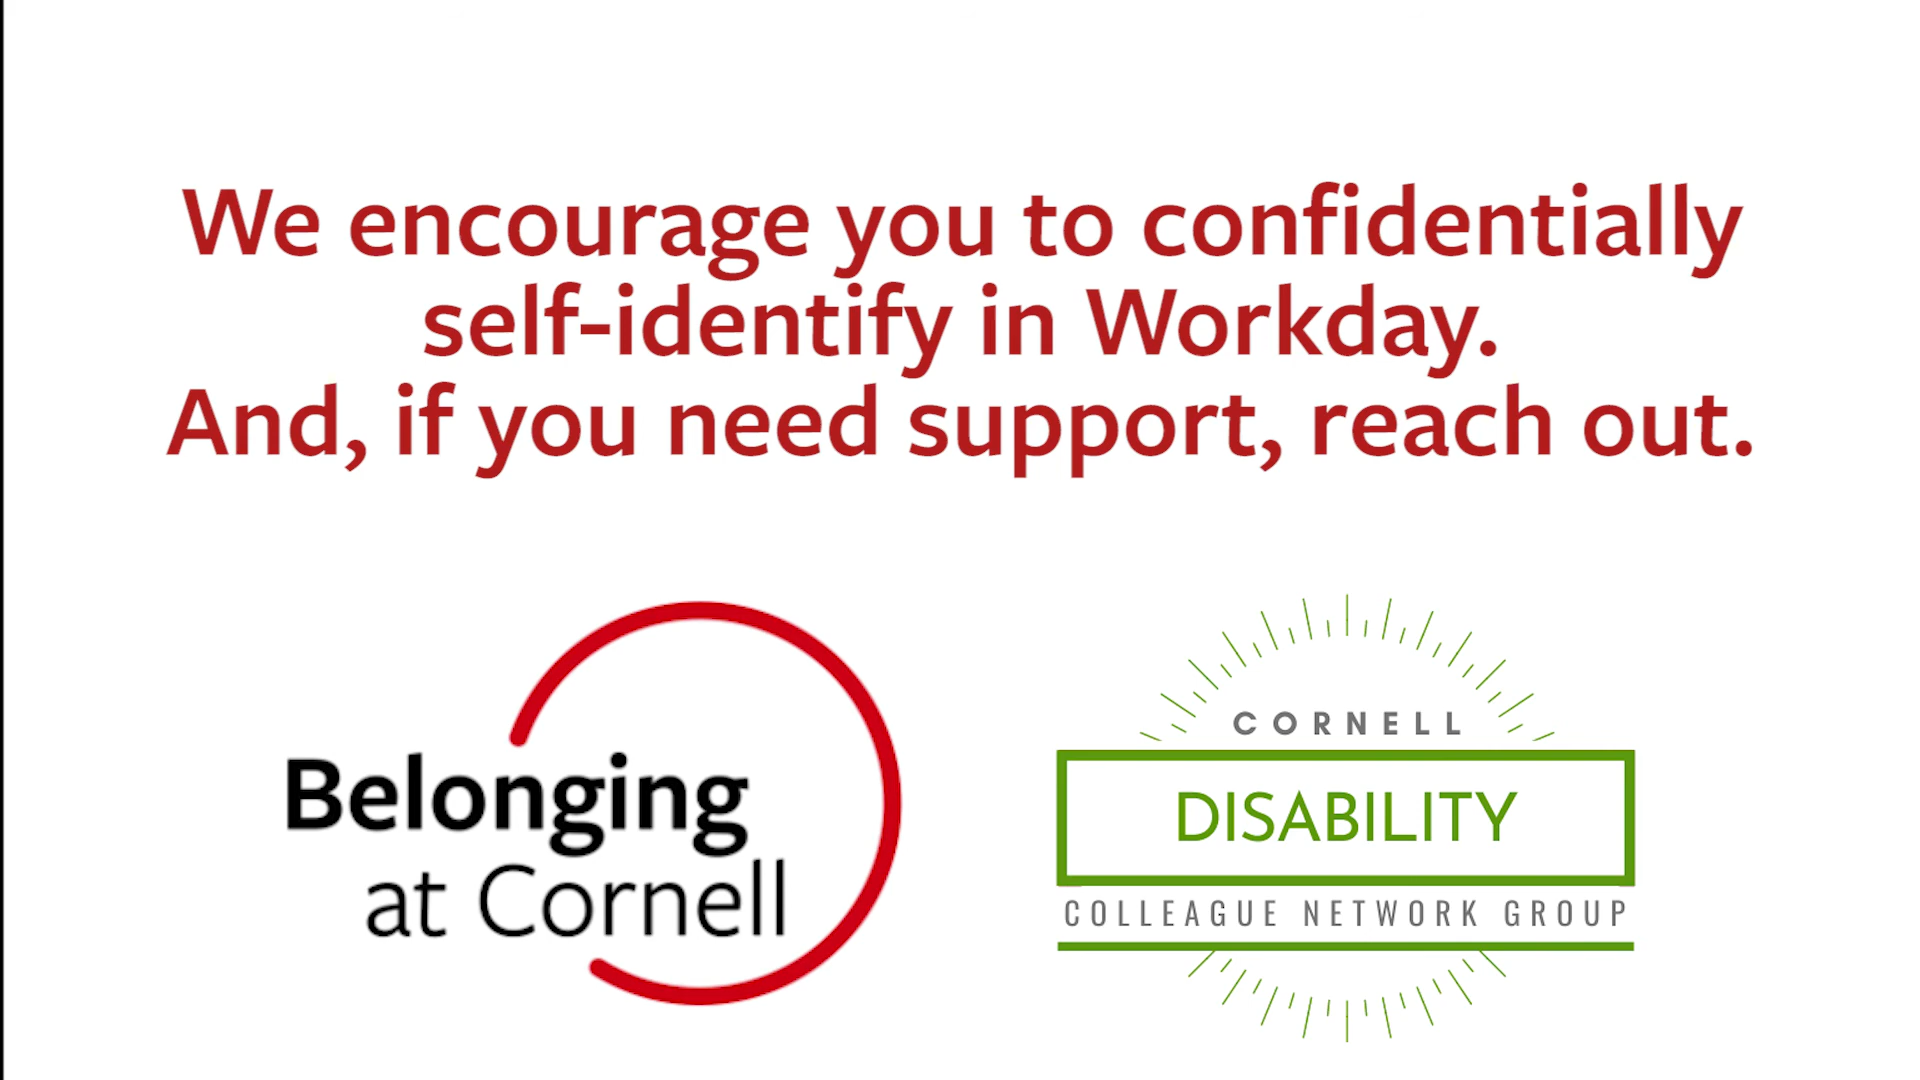 We encourage you to confidentially
self-identify in Workday.
And, if you need support, reach out.
Belonging
at Cornell
CORNELL
DISABILITY
COLLEAGUE NETWORK GROUP